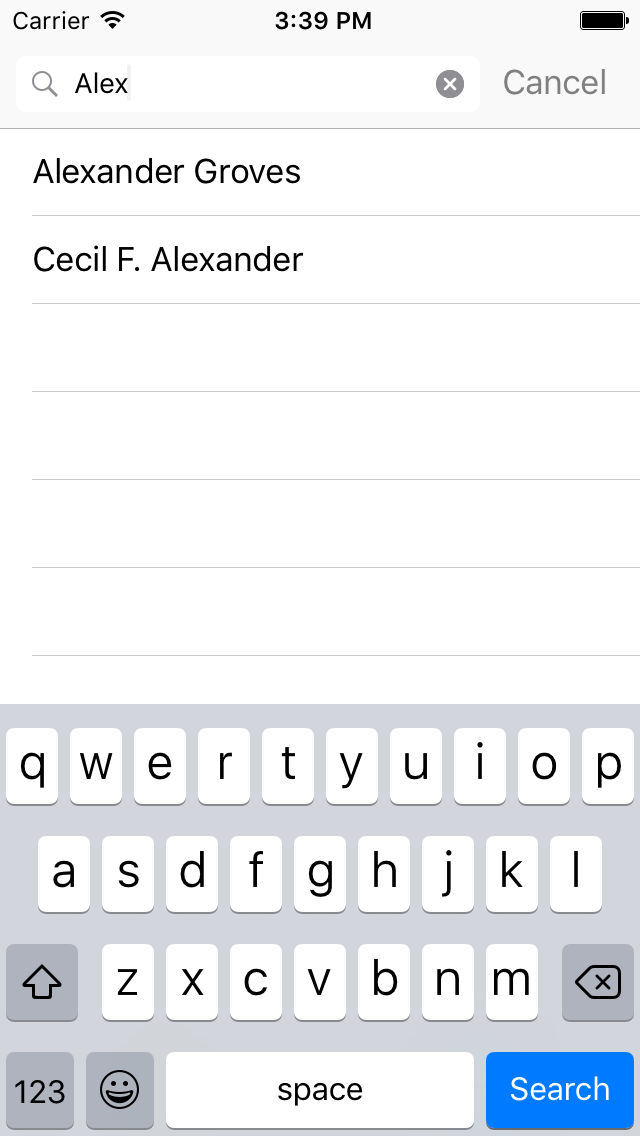 Carrier 3:39 PM
Alex Cancel
Alexander Groves
Cecil F. Alexander
q w e r t y u i o p
a s d f g h j k l
z x c v b n m
123 space Search